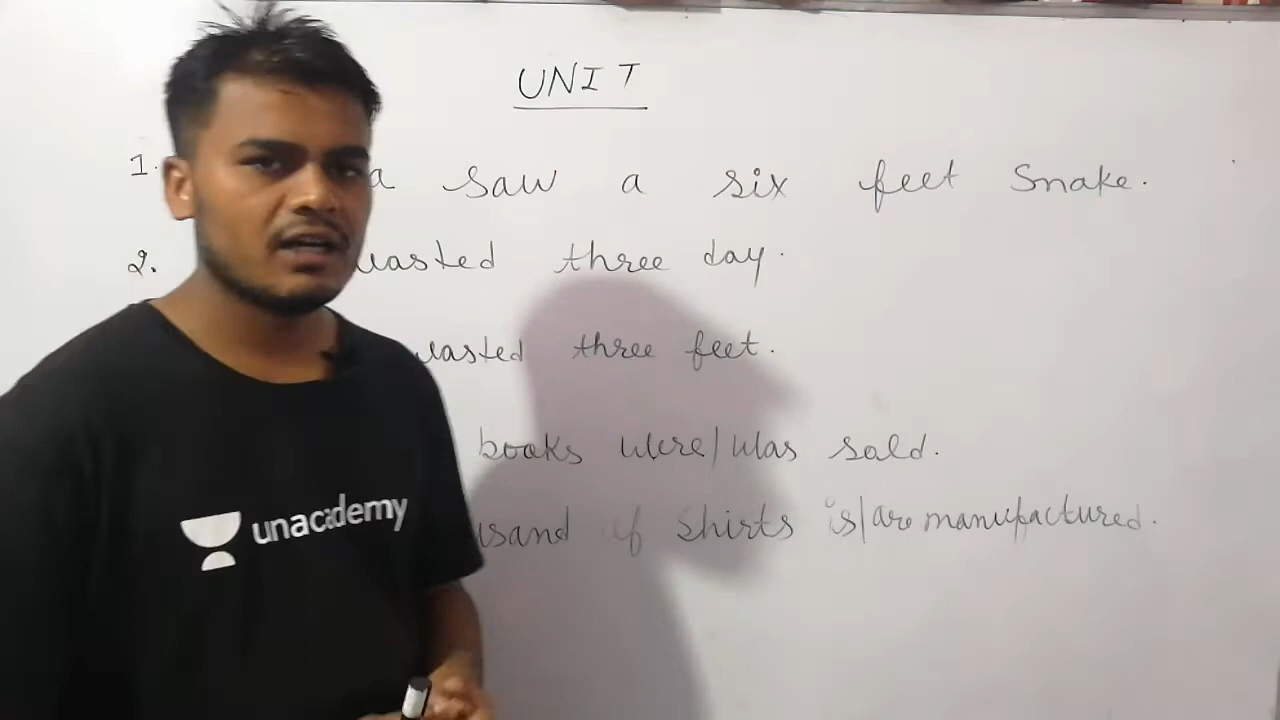 UNIT
1. a saw a six feet snake.
2. wasted three day.
wasted three feet.
books were/was sold.
usand of shirts is/are manufactured.
unacademy